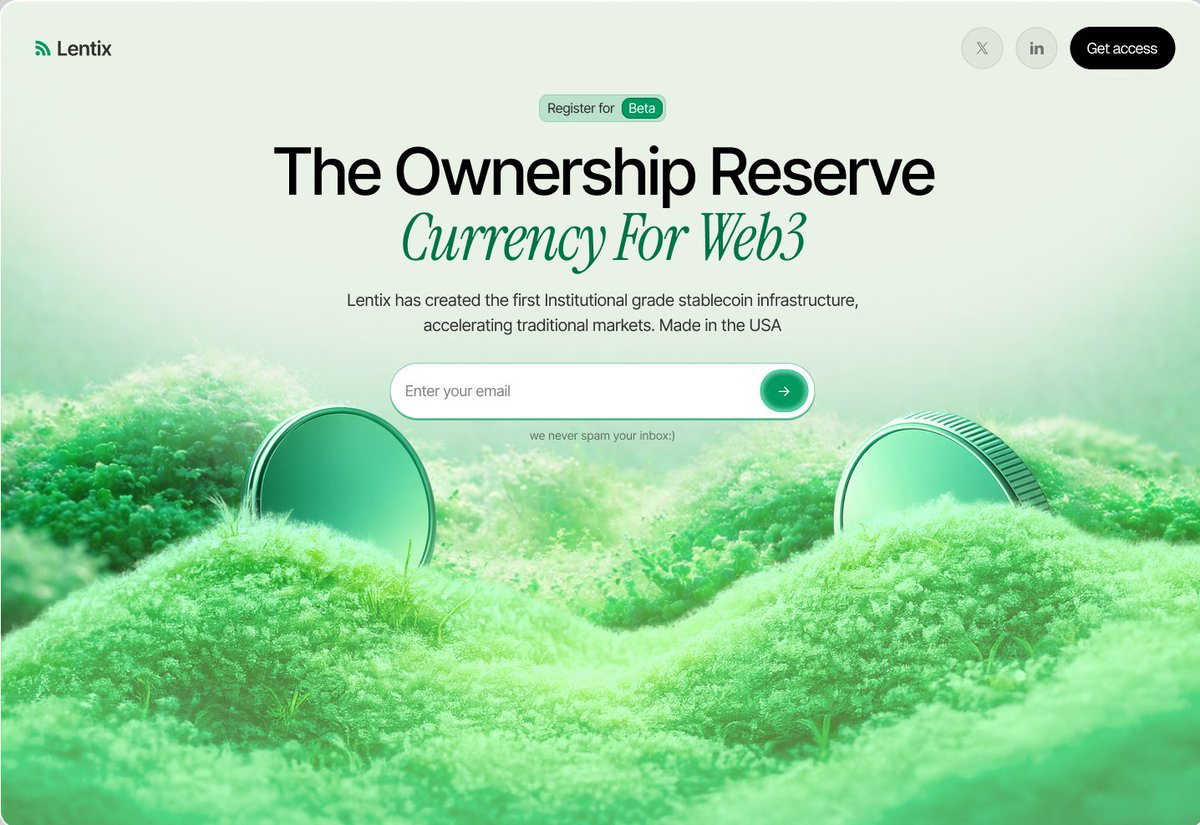 Lentix
X
in
Get access
Register for Beta
The Ownership Reserve
Currency For Web3
Lentix has created the first Institutional grade stablecoin infrastructure,
accelerating traditional markets. Made in the USA
Enter your email
we never spam your inbox:)